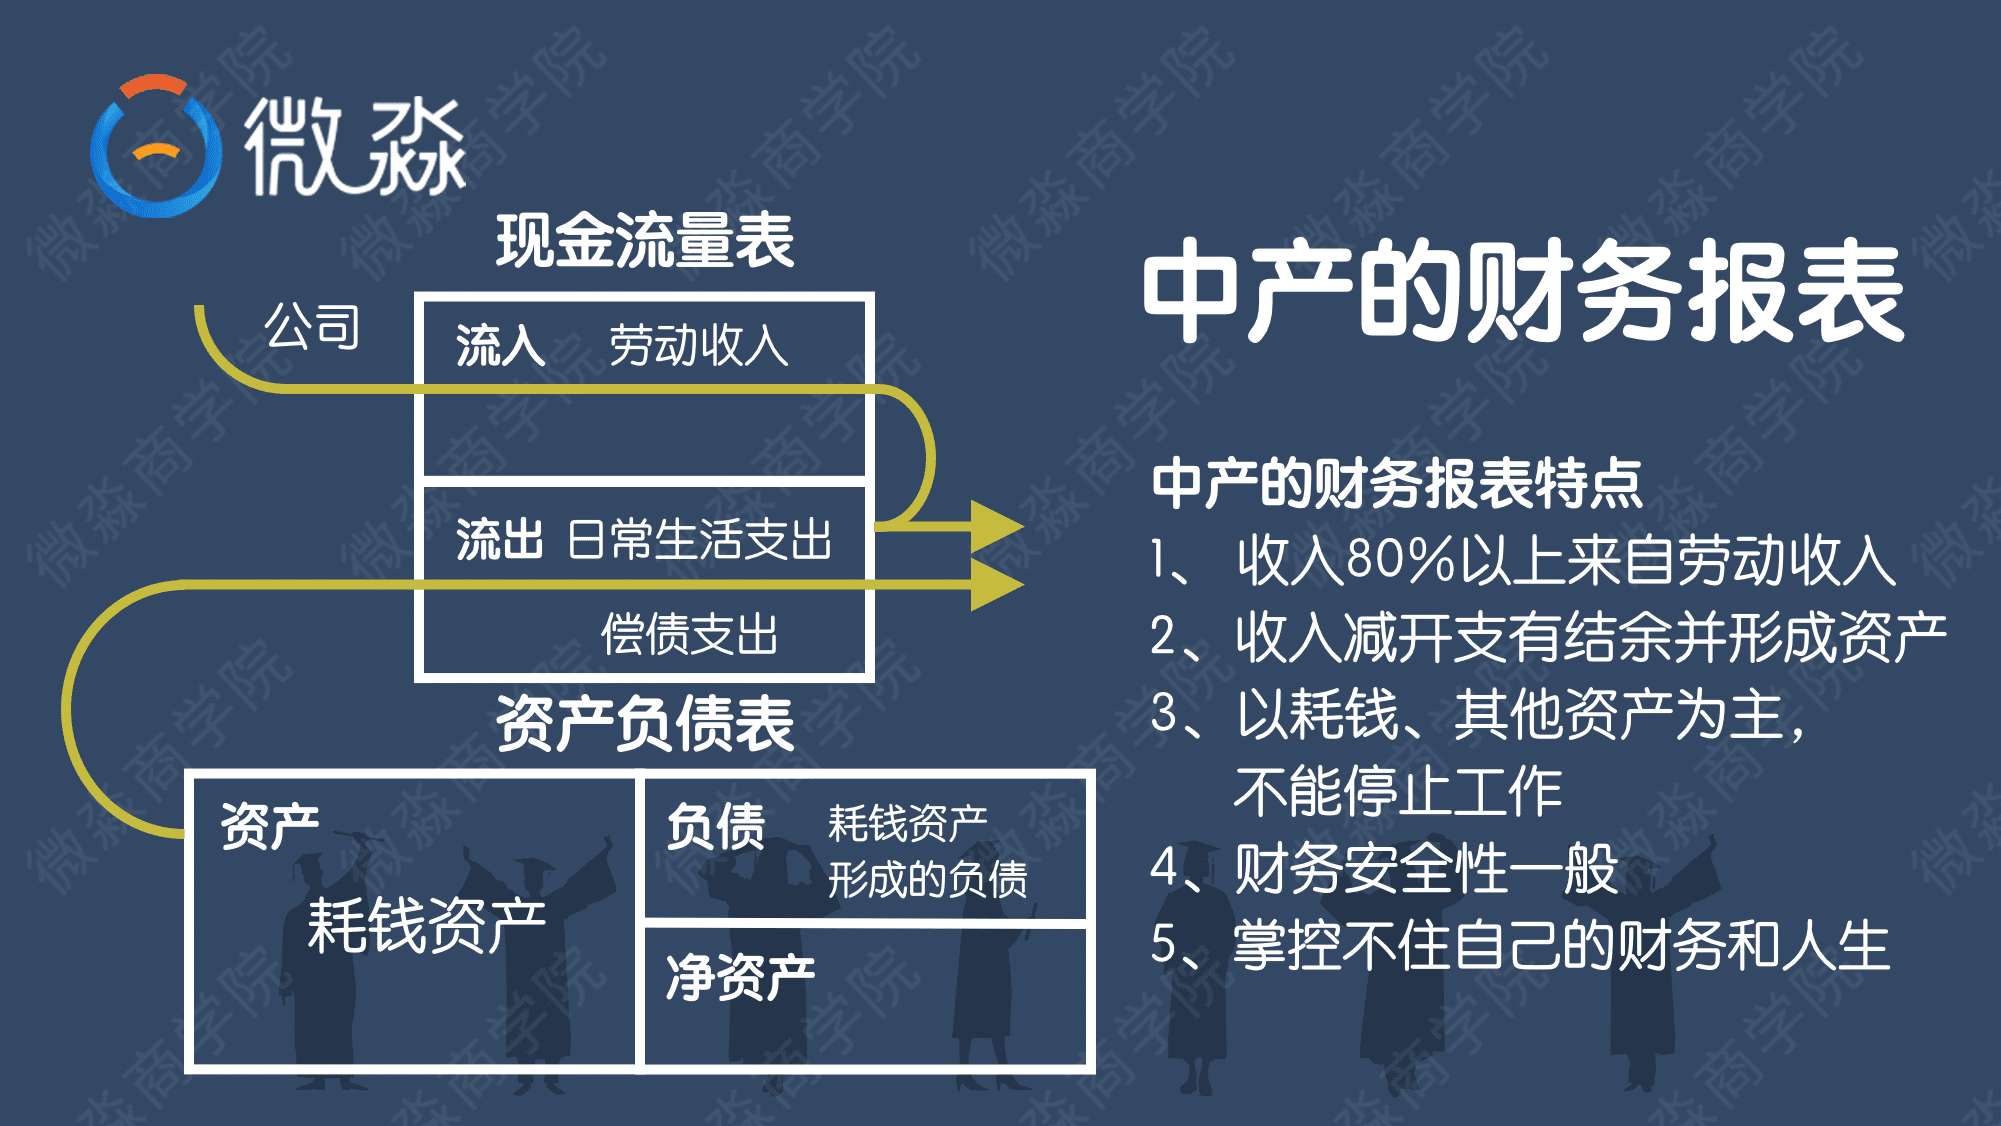 微淼
现金流量表
公司
流入 劳动收入
流出 日常生活支出
偿债支出
资产负债表
资产
耗钱资产
负债 耗钱资产
形成的负债
净资产
中产的财务报表
中产的财务报表特点
1、 收入80%以上来自劳动收入
2、收入减开支有结余并形成资产
3、以耗钱、其他资产为主，
不能停止工作
4、财务安全性一般
5、掌控不住自己的财务和人生
微淼商学院